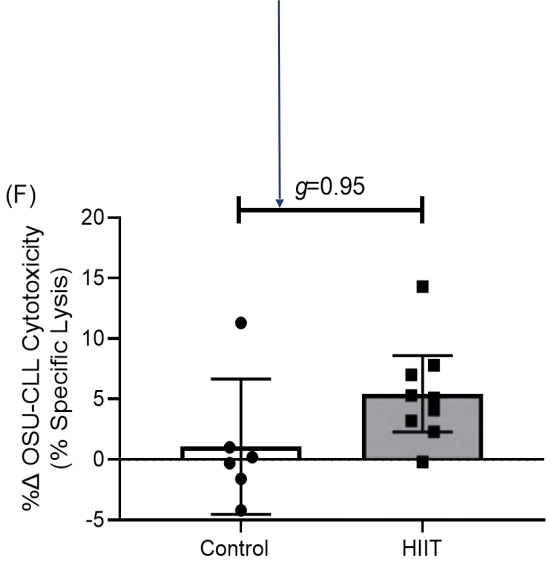 (F)
g=0.95
%Δ OSU-CLL Cytotoxicity
(% Specific Lysis)
20
15
10
5
0
-5
Control
HIIT